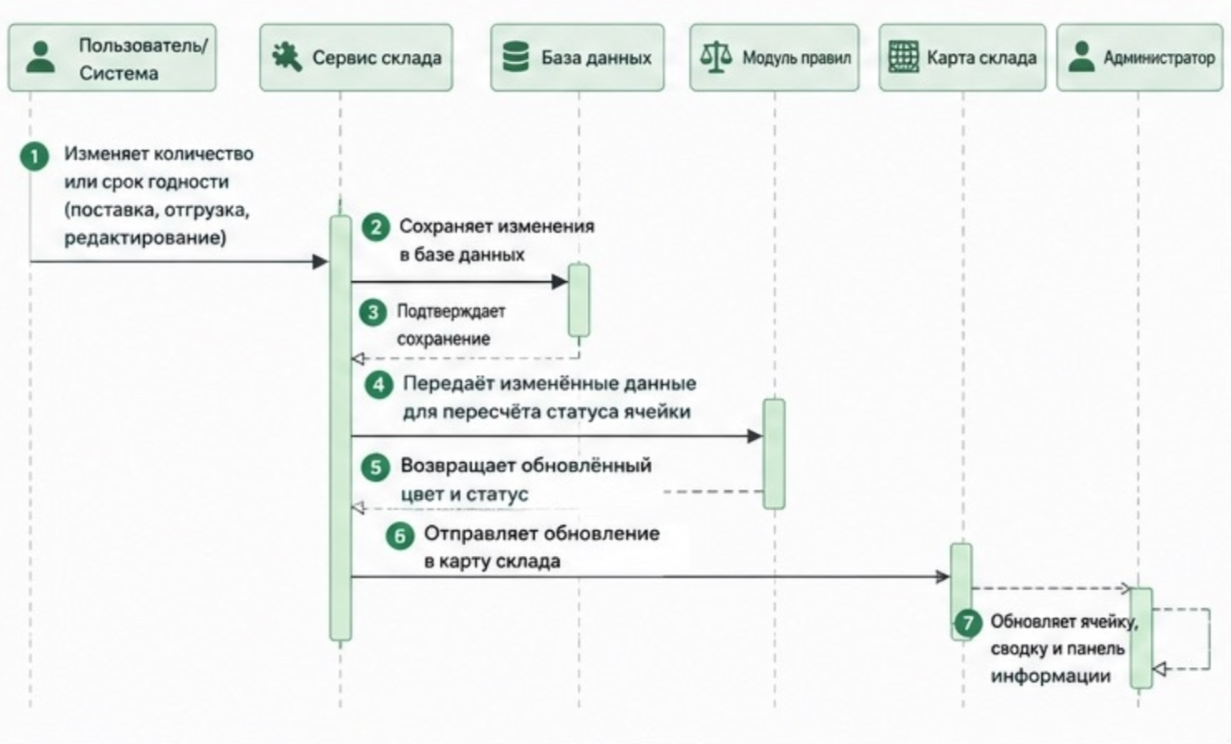 Пользователь/
Система
Сервис склада
База данных
Модуль правил
Карта склада
Администратор
1
Изменяет количество
или срок годности
(поставка, отгрузка,
редактирование)
2
Сохраняет изменения
в базе данных
3
Подтверждает
сохранение
4
Передаёт изменённые данные
для пересчёта статуса ячейки
5
Возвращает обновлённый
цвет и статус
6
Отправляет обновление
в карту склада
7
Обновляет ячейку,
сводку и панель
информации